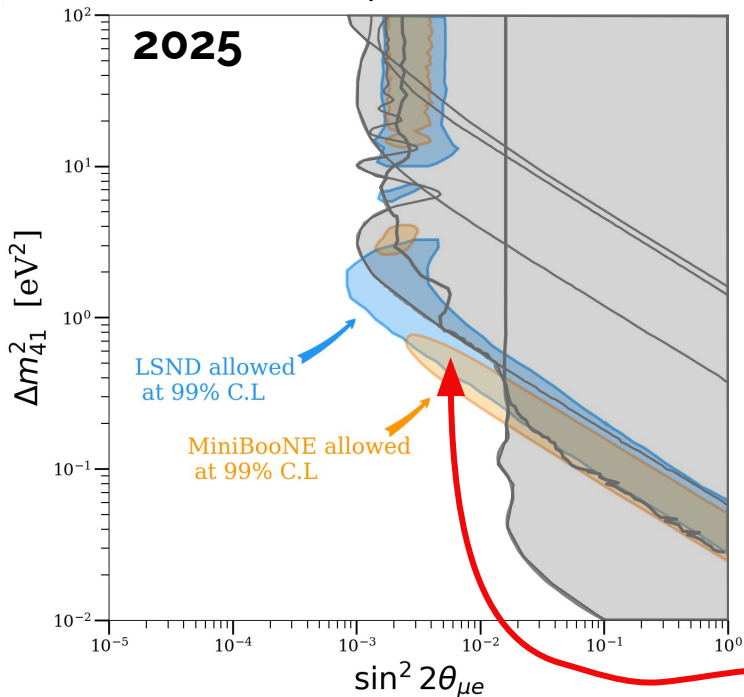 2025
10²
10¹
10⁰
10⁻¹
10⁻²
Δm²₄₁ [eV²]
LSND allowed
at 99% C.L
MiniBooNE allowed
at 99% C.L
10⁻⁵ 10⁻⁴ 10⁻³ 10⁻² 10⁻¹ 10⁰
sin² 2θ_μe